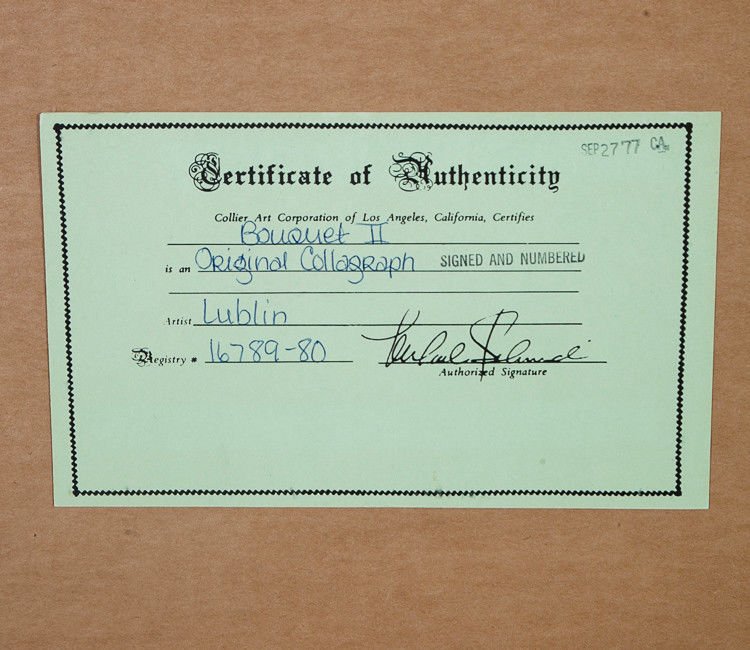 SEP 27 '77 CA.
Certificate of Authenticity
Collier Art Corporation of Los Angeles, California, Certifies
Bouquet II
is an Original Collagraph SIGNED AND NUMBERED
Artist Lublin
Registry # 16789-80
Authorized Signature